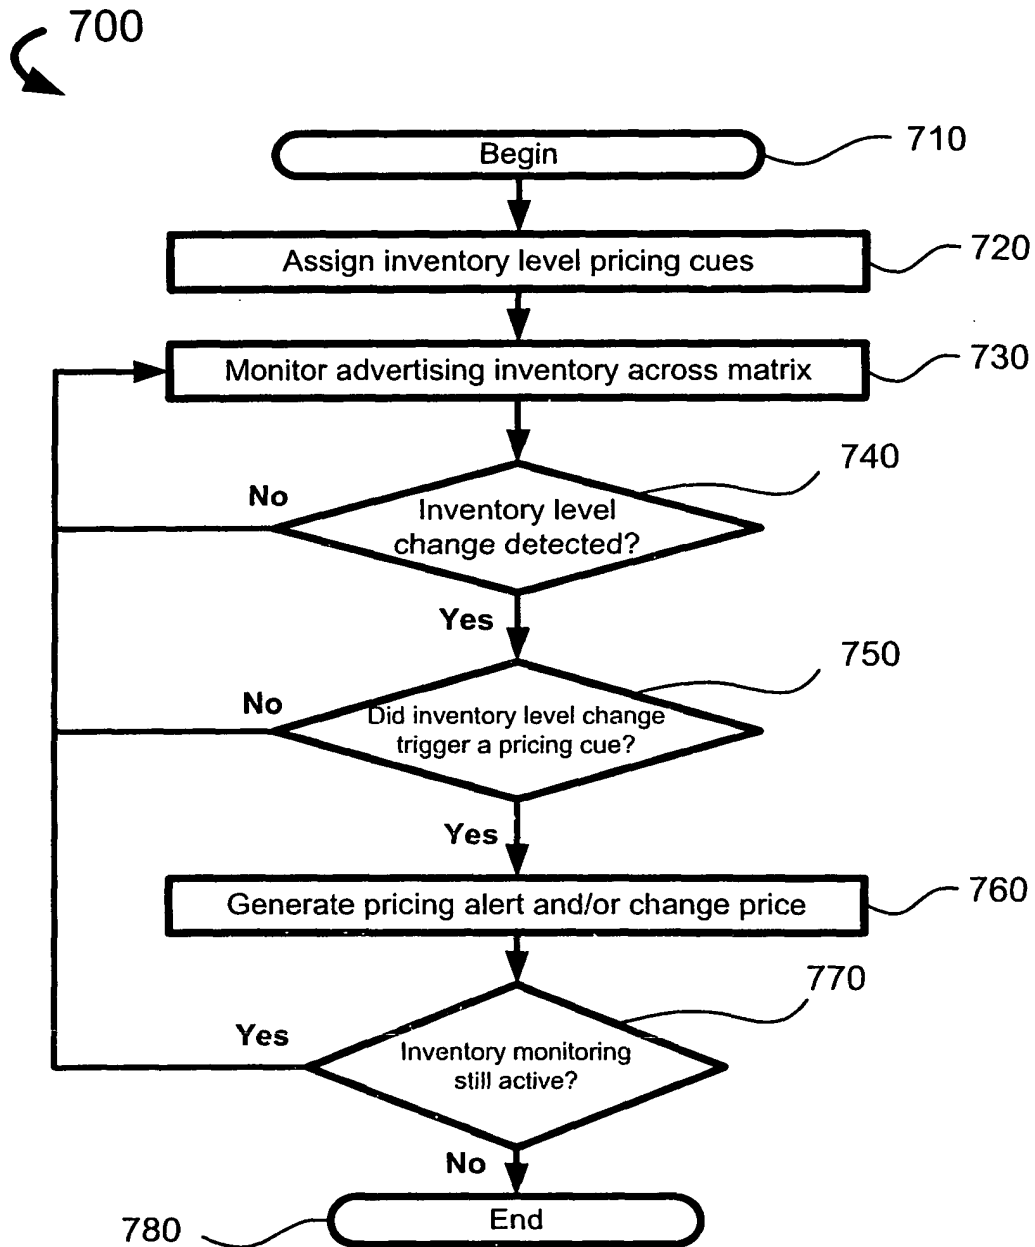 700
Begin
710
Assign inventory level pricing cues
720
Monitor advertising inventory across matrix
730
740
No
Inventory level
change detected?
Yes
750
No
Did inventory level change
trigger a pricing cue?
Yes
Generate pricing alert and/or change price
760
770
Yes
Inventory monitoring
still active?
No
End
780